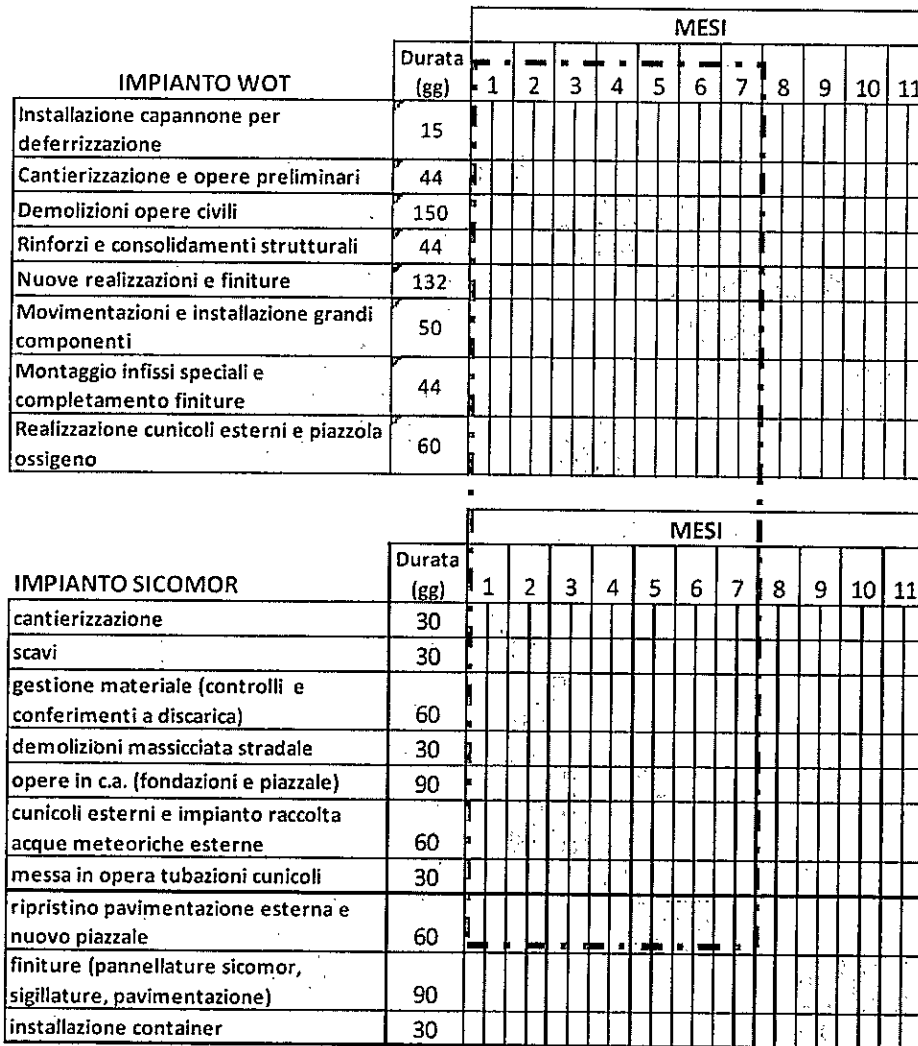 MESI
IMPIANTO WOT Durata (gg) 1 2 3 4 5 6 7 8 9 10 11
Installazione capannone per
deferrizzazione 15
Cantierizzazione e opere preliminari 44
Demolizioni opere civili 150
Rinforzi e consolidamenti strutturali 44
Nuove realizzazioni e finiture 132
Movimentazioni e installazione grandi
componenti 50
Montaggio infissi speciali e
completamento finiture 44
Realizzazione cunicoli esterni e piazzola
ossigeno 60
MESI
IMPIANTO SICOMOR Durata (gg) 1 2 3 4 5 6 7 8 9 10 11
cantierizzazione 30
scavi 30
gestione materiale (controlli e
conferimenti a discarica) 60
demolizioni massicciata stradale 30
opere in c.a. (fondazioni e piazzale) 90
cunicoli esterni e impianto raccolta
acque meteoriche esterne 60
messa in opera tubazioni cunicoli 30
ripristino pavimentazione esterna e
nuovo piazzale 60
finiture (pannellature sicomor,
sigillature, pavimentazione) 90
installazione container 30